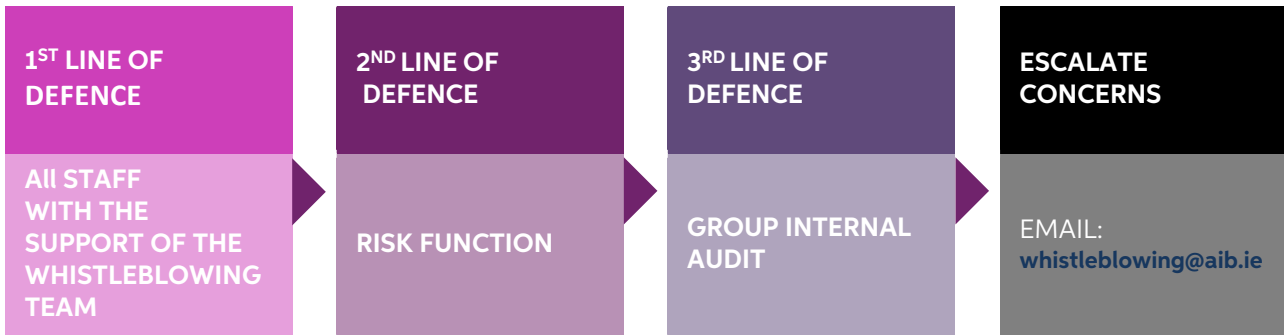 1ST LINE OF
DEFENCE
All STAFF
WITH THE
SUPPORT OF THE
WHISTLEBLOWING
TEAM
2ND LINE OF
DEFENCE
RISK FUNCTION
3RD LINE OF
DEFENCE
GROUP INTERNAL
AUDIT
ESCALATE
CONCERNS
EMAIL:
whistleblowing@aib.ie